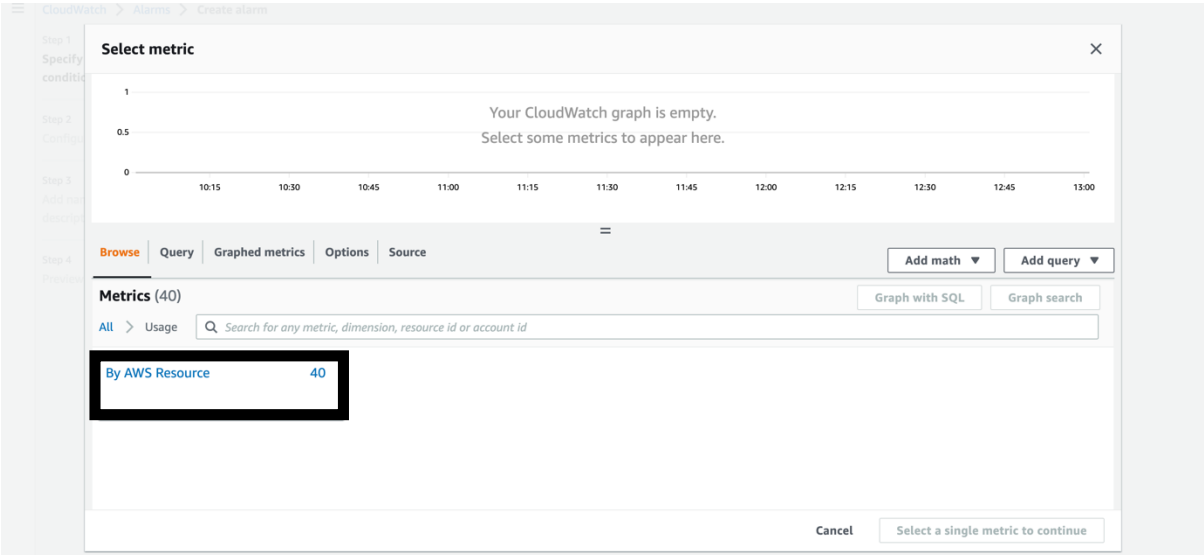 CloudWatch > Alarms > Create alarm
Step 1
Specify
conditio
Step 2
Configu
Step 3
Add nam
descript
Step 4
Preview
Select metric
1
0.5
0
Your CloudWatch graph is empty.
Select some metrics to appear here.
10:15 10:30 10:45 11:00 11:15 11:30 11:45 12:00 12:15 12:30 12:45 13:00
Browse Query Graphed metrics Options Source
Add math Add query
Metrics (40)
Graph with SQL Graph search
All > Usage Search for any metric, dimension, resource id or account id
By AWS Resource 40
Cancel Select a single metric to continue